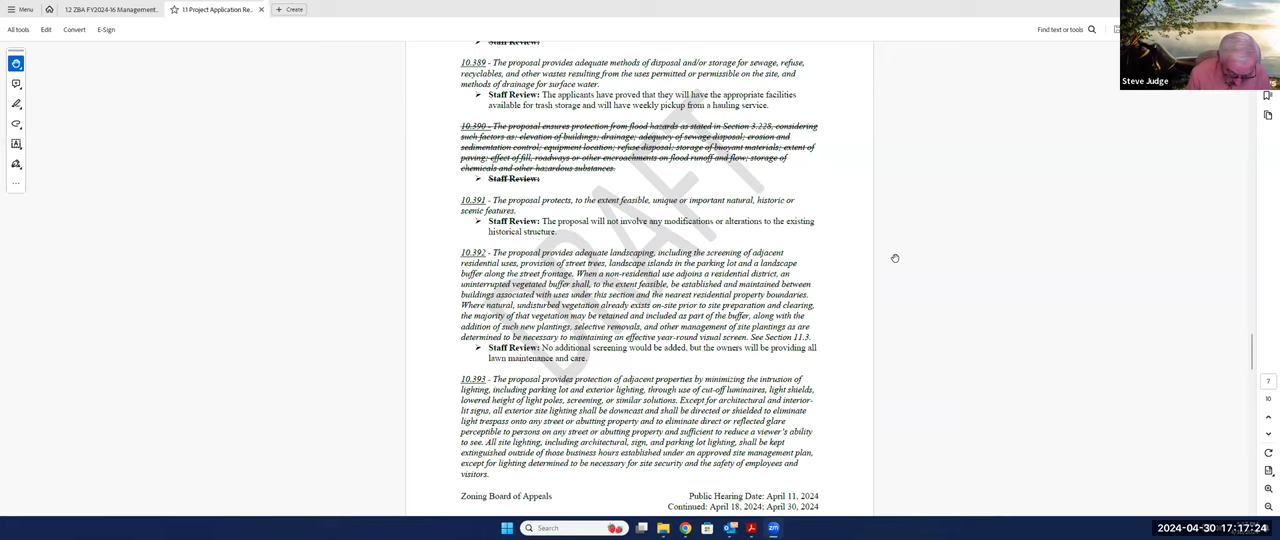 Menu
1.2 ZBA FY2024-16 Management...
1.1 Project Application Re...
Create
All tools
Edit
Convert
E-Sign
Find text or tools
Steve Judge
Staff Review:
10.389 - The proposal provides adequate methods of disposal and/or storage for sewage, refuse,
recyclables, and other wastes resulting from the uses permitted or permissible on the site, and
methods of drainage for surface water.
Staff Review: The applicants have proved that they will have the appropriate facilities
available for trash storage and will have weekly pickup from a hauling service.
10.390 - The proposal ensures protection from flood hazards as stated in Section 3.228, considering
such factors as: elevation of buildings; drainage; adequacy of sewage disposal; erosion and
sedimentation control; equipment location; refuse disposal; storage of buoyant materials; extent of
paving; effect of fill, roadways or other encroachments on flood runoff and flow; storage of
chemicals and other hazardous substances.
Staff Review:
10.391 - The proposal protects, to the extent feasible, unique or important natural, historic or
scenic features.
Staff Review: The proposal will not involve any modifications or alterations to the existing
historical structure.
10.392 - The proposal provides adequate landscaping, including the screening of adjacent
residential uses, provision of street trees, landscape islands in the parking lot and a landscape
buffer along the street frontage. When a non-residential use adjoins a residential district, an
uninterrupted vegetated buffer shall, to the extent feasible, be established and maintained between
buildings associated with uses under this section and the nearest residential property boundaries.
Where natural, undisturbed vegetation already exists on-site prior to site preparation and clearing,
the majority of that vegetation may be retained and included as part of the buffer, along with the
addition of such new plantings, selective removals, and other management of site plantings as are
determined to be necessary to maintaining an effective year-round visual screen. See Section 11.3.
Staff Review: No additional screening would be added, but the owners will be providing all
lawn maintenance and care.
10.393 - The proposal provides protection of adjacent properties by minimizing the intrusion of
lighting, including parking lot and exterior lighting, through use of cut-off luminaires, light shields,
lowered height of light poles, screening, or similar solutions. Except for architectural and interior-
lit signs, all exterior site lighting shall be downcast and shall be directed or shielded to eliminate
light trespass onto any street or abutting property and to eliminate direct or reflected glare
perceptible to persons on any street or abutting property and sufficient to reduce a viewer's ability
to see. All site lighting, including architectural, sign, and parking lot lighting, shall be kept
extinguished outside of those business hours established under an approved site management plan,
except for lighting determined to be necessary for site security and the safety of employees and
visitors.
Zoning Board of Appeals
Public Hearing Date: April 11, 2024
Continued: April 18, 2024; April 30, 2024
DRAFT
7
10
Search
2024-04-30 17:17:24